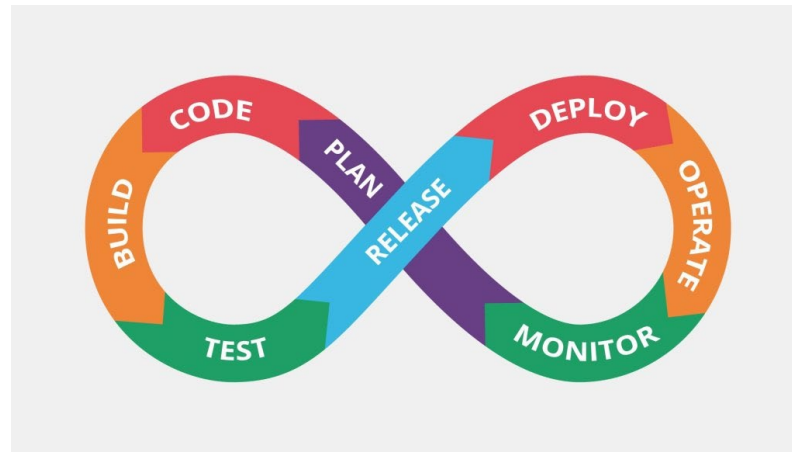 CODE
DEPLOY
PLAN
RELEASE
BUILD
OPERATE
TEST
MONITOR